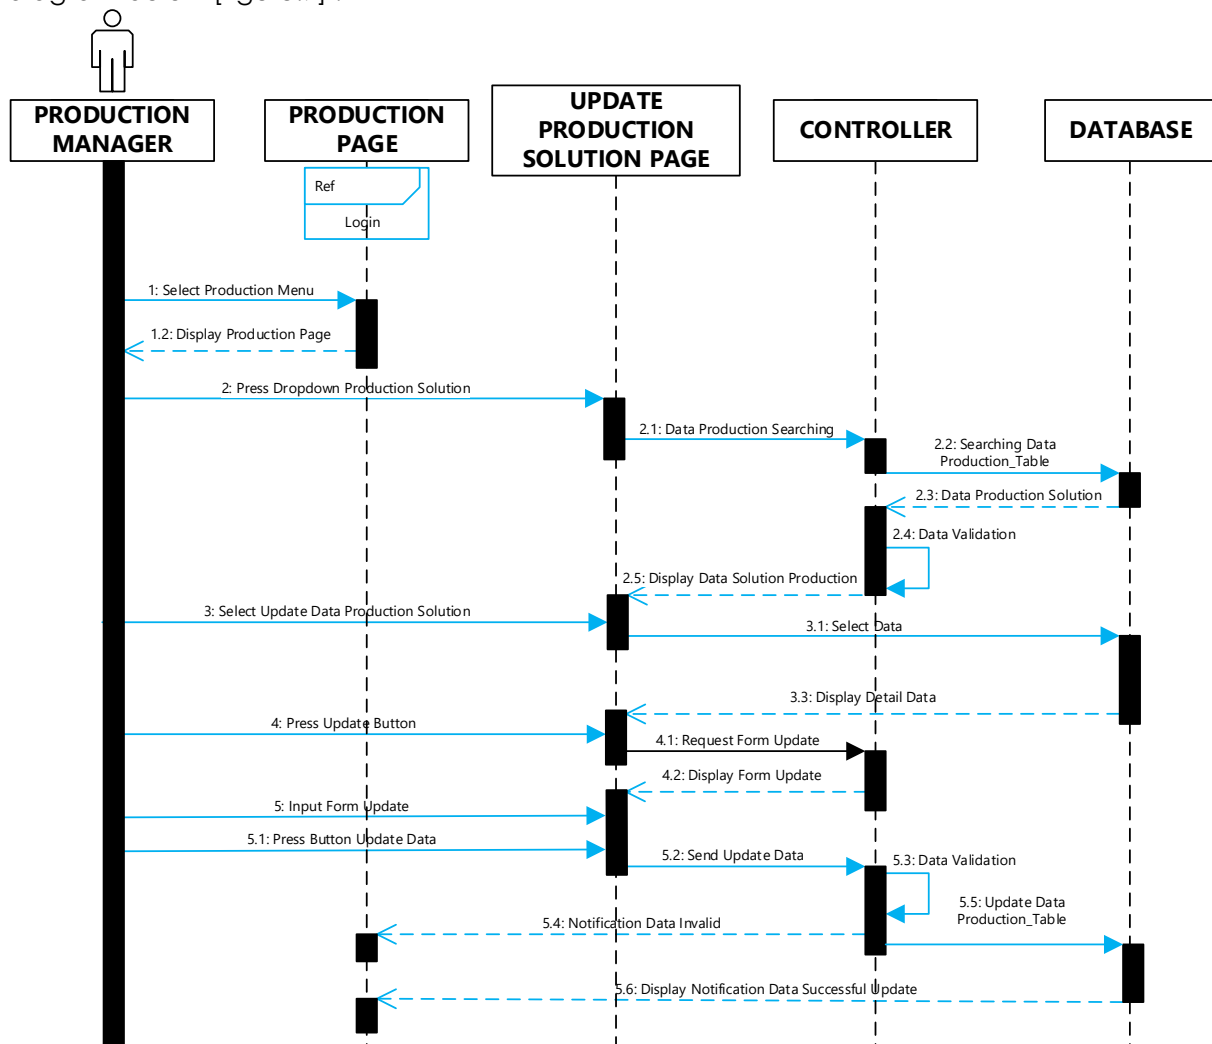 PRODUCTION
MANAGER
PRODUCTION
PAGE
UPDATE
PRODUCTION
SOLUTION PAGE
CONTROLLER
DATABASE
Ref
Login
1: Select Production Menu
1.2: Display Production Page
2: Press Dropdown Production Solution
2.1: Data Production Searching
2.2: Searching Data
Production_Table
2.3: Data Production Solution
2.4: Data Validation
2.5: Display Data Solution Production
3: Select Update Data Production Solution
3.1: Select Data
3.3: Display Detail Data
4: Press Update Button
4.1: Request Form Update
4.2: Display Form Update
5: Input Form Update
5.1: Press Button Update Data
5.2: Send Update Data
5.3: Data Validation
5.5: Update Data
Production_Table
5.4: Notification Data Invalid
5.6: Display Notification Data Successful Update